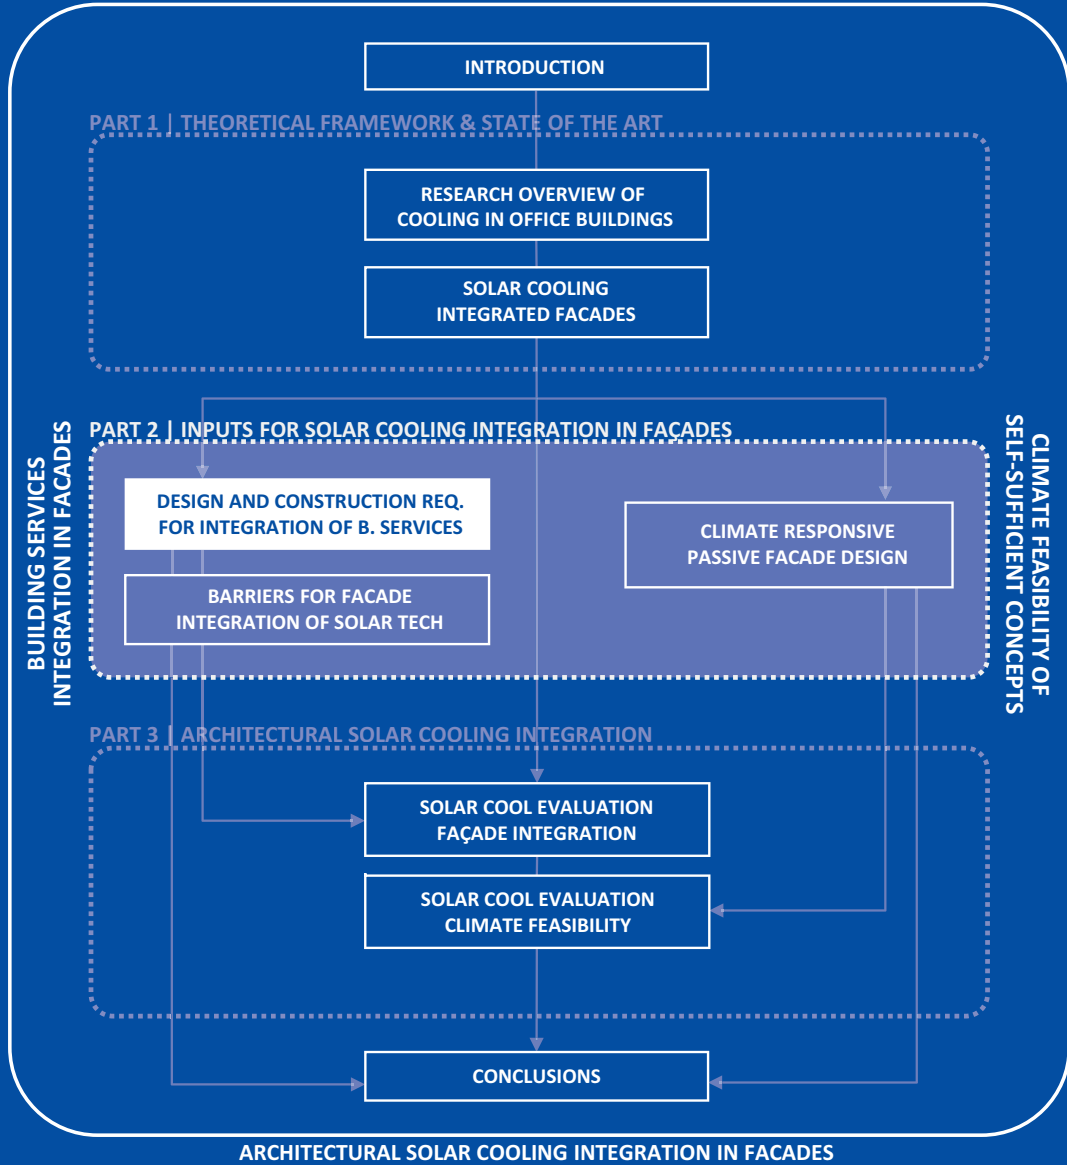 INTRODUCTION
PART 1 | THEORETICAL FRAMEWORK & STATE OF THE ART
RESEARCH OVERVIEW OF
COOLING IN OFFICE BUILDINGS
SOLAR COOLING
INTEGRATED FACADES
BUILDING SERVICES
INTEGRATION IN FACADES
PART 2 | INPUTS FOR SOLAR COOLING INTEGRATION IN FAÇADES
DESIGN AND CONSTRUCTION REQ.
FOR INTEGRATION OF B. SERVICES
BARRIERS FOR FACADE
INTEGRATION OF SOLAR TECH
CLIMATE RESPONSIVE
PASSIVE FACADE DESIGN
CLIMATE FEASIBILITY OF
SELF-SUFFICIENT CONCEPTS
PART 3 | ARCHITECTURAL SOLAR COOLING INTEGRATION
SOLAR COOL EVALUATION
FAÇADE INTEGRATION
SOLAR COOL EVALUATION
CLIMATE FEASIBILITY
CONCLUSIONS
ARCHITECTURAL SOLAR COOLING INTEGRATION IN FACADES